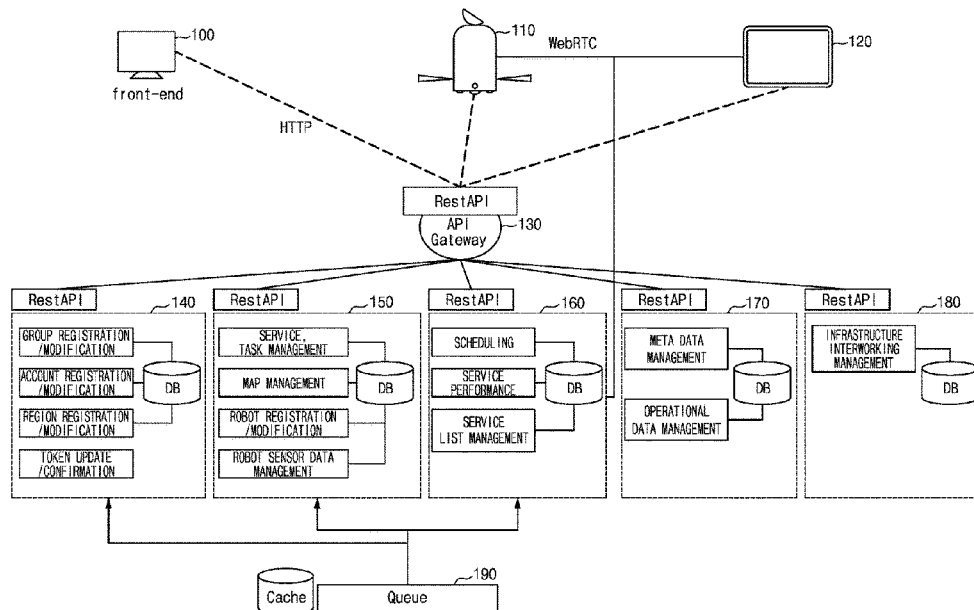 100
110
WebRTC
120
front-end
HTTP
RestAPI
API
Gateway
130
RestAPI
140
RestAPI
150
RestAPI
160
RestAPI
170
RestAPI
180
GROUP REGISTRATION
/MODIFICATION
ACCOUNT REGISTRATION
/MODIFICATION
REGION REGISTRATION
/MODIFICATION
TOKEN UPDATE
/CONFIRMATION
DB
SERVICE,
TASK MANAGEMENT
MAP MANAGEMENT
ROBOT REGISTRATION
/MODIFICATION
ROBOT SENSOR DATA
MANAGEMENT
DB
SCHEDULING
SERVICE
PERFORMANCE
SERVICE
LIST MANAGEMENT
DB
META DATA
MANAGEMENT
OPERATIONAL
DATA MANAGEMENT
DB
INFRASTRUCTURE
INTERWORKING
MANAGEMENT
DB
190
Cache
Queue